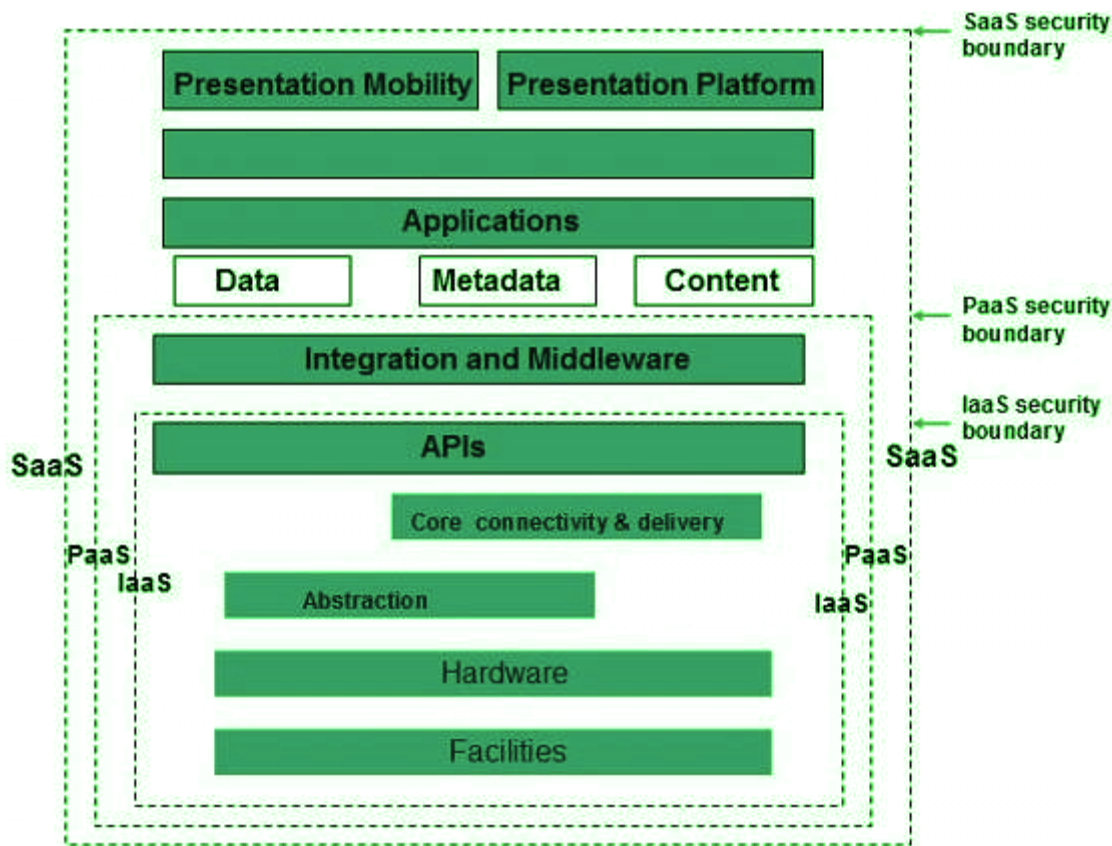 SaaS security
boundary
Presentation Mobility
Presentation Platform
Applications
Data
Metadata
Content
PaaS security
boundary
Integration and Middleware
IaaS security
boundary
APIs
SaaS
SaaS
Core connectivity & delivery
PaaS
PaaS
IaaS
IaaS
Abstraction
Hardware
Facilities